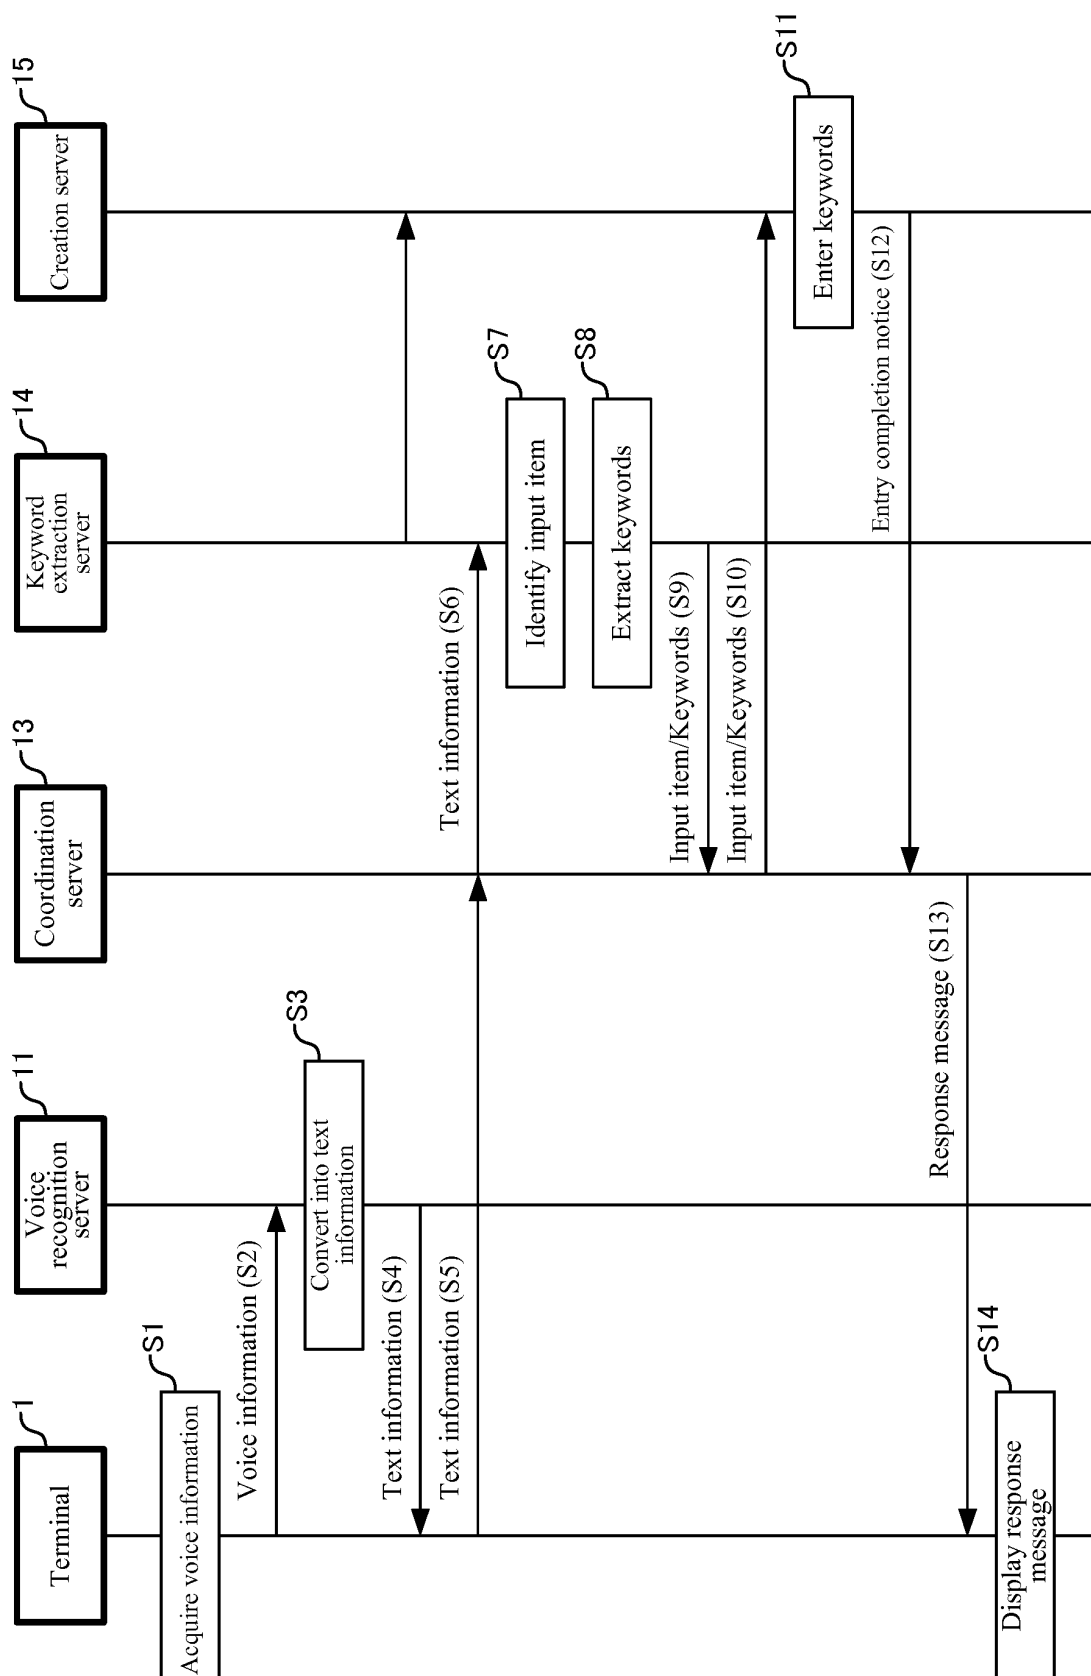 1
Terminal
11
Voice
recognition
server
13
Coordination
server
14
Keyword
extraction
server
15
Creation server
S1
Acquire voice information
Voice information (S2)
S3
Convert into text
information
Text information (S4)
Text information (S5)
Text information (S6)
S7
Identify input item
S8
Extract keywords
Input item/Keywords (S9)
Input item/Keywords (S10)
S11
Enter keywords
Entry completion notice (S12)
Response message (S13)
S14
Display response
message